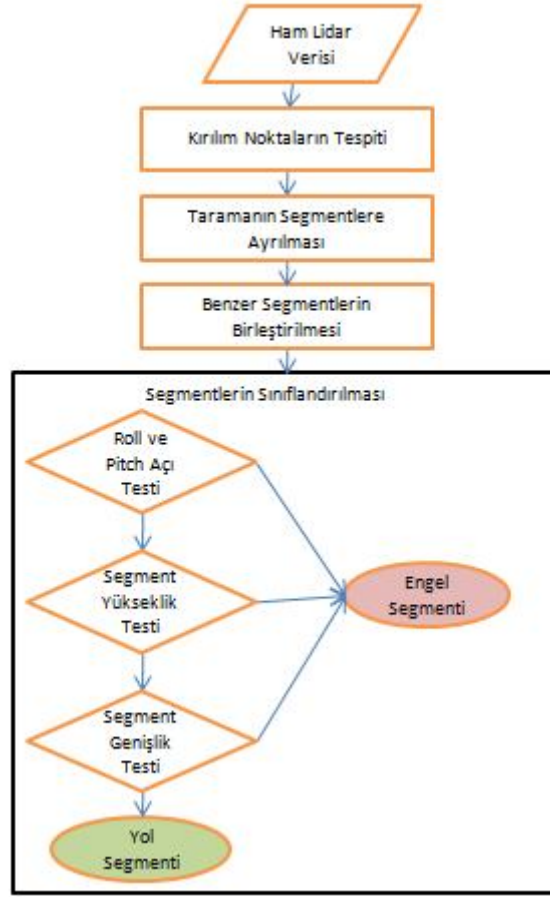 Ham Lidar
Verisi
Kırılım Noktaların Tespiti
Taramanın Segmentlere
Ayrılması
Benzer Segmentlerin
Birleştirilmesi
Segmentlerin Sınıflandırılması
Roll ve
Pitch Açı
Testi
Segment
Yükseklik
Testi
Engel
Segmenti
Segment
Genişlik
Testi
Yol
Segmenti